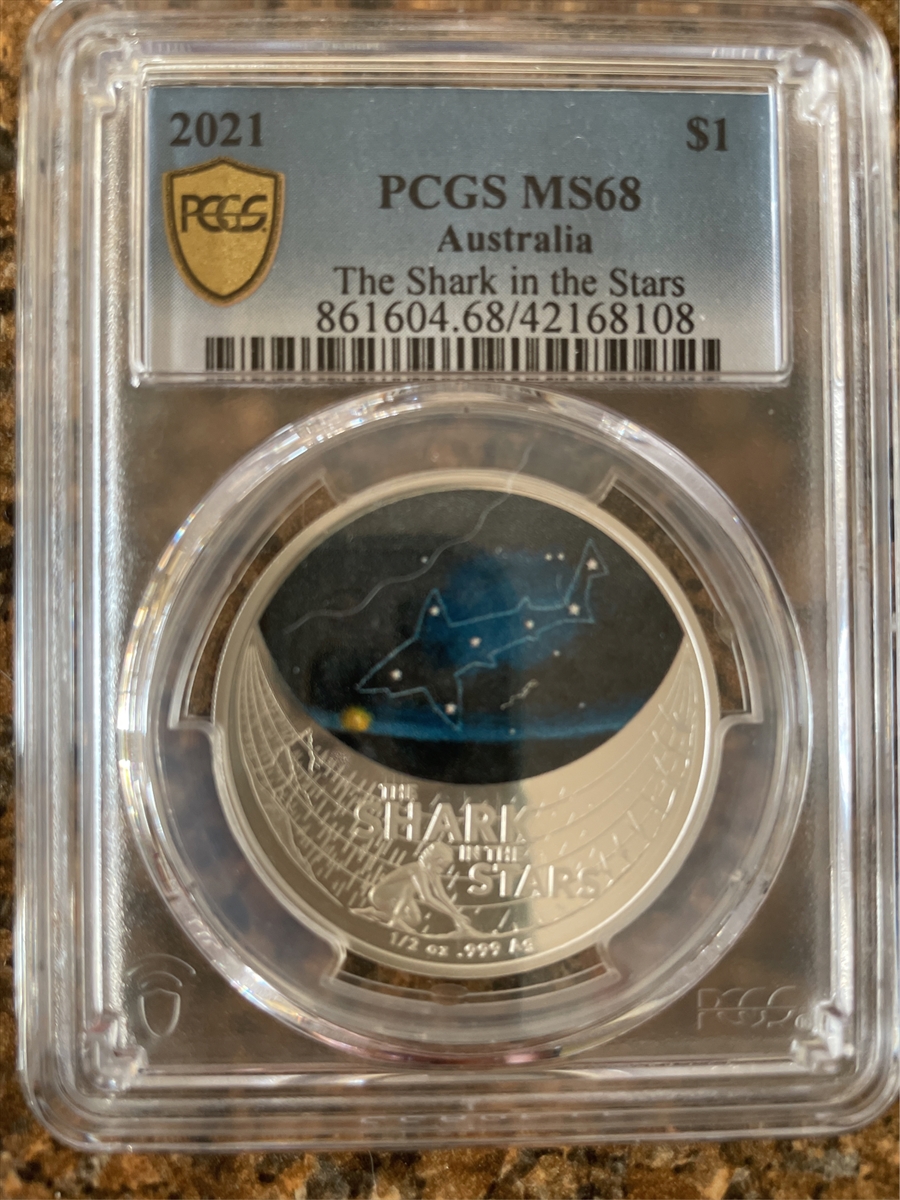 2021 $1
PCGS
PCGS MS68
Australia
The Shark in the Stars
861604.68/42168108
THE
SHARK
IN THE
STARS
1/2 oz .999 Ag
PCGS